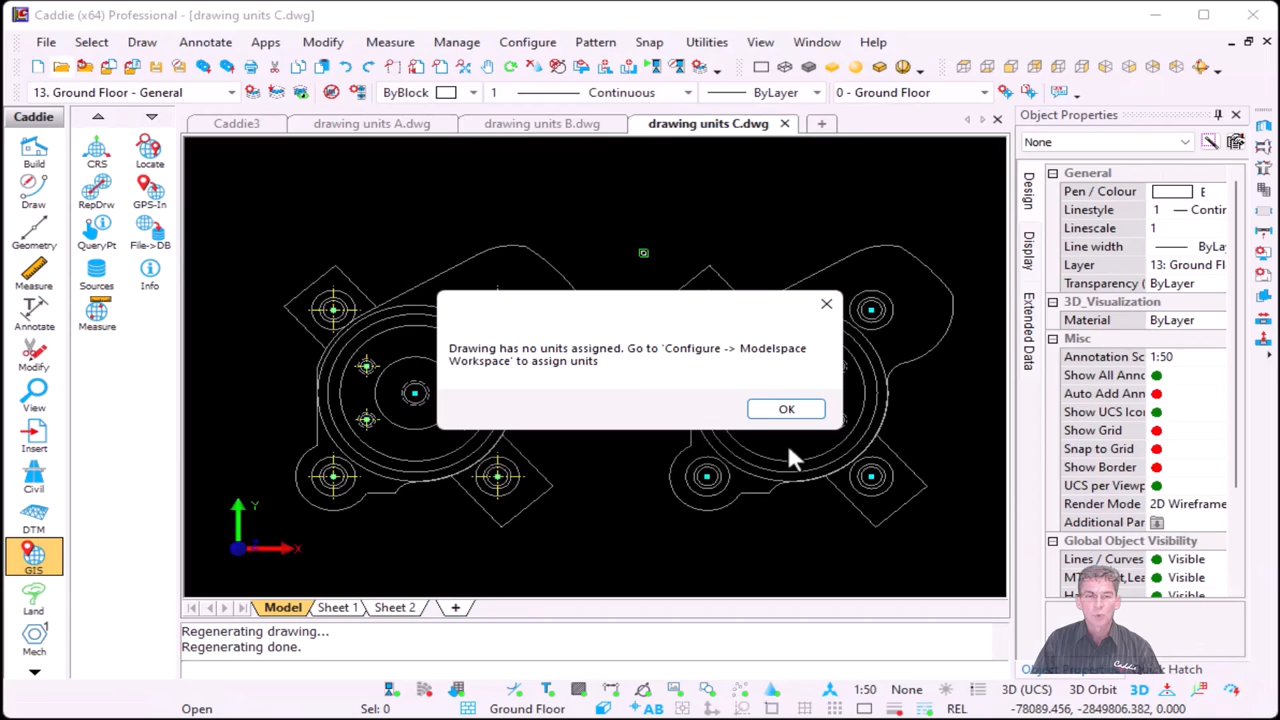 Caddie (x64) Professional - [drawing units C.dwg]
File Select Draw Annotate Apps Modify Measure Manage Configure Pattern Snap Utilities View Window Help
13. Ground Floor - General ByBlock 1 Continuous ByLayer 0 - Ground Floor
Caddie
Caddie3 drawing units A.dwg drawing units B.dwg drawing units C.dwg
Object Properties
None
Build CRS Locate
Draw RepDrw GPS-In
Geometry QueryPt File->DB
Measure Sources Info
Annotate Measure
Modify
View
Insert
Civil
DTM
GIS
Land
Mech
Drawing has no units assigned. Go to 'Configure -> Modelspace
Workspace' to assign units
OK
Y
X
Design
Display
Extended Data
General
Pen / Colour
Linestyle 1 Contin
Linescale 1
Line width ByLa
Layer 13: Ground Fl
Transparency ByLayer
3D_Visualization
Material ByLayer
Misc
Annotation Sc 1:50
Show All Annc
Auto Add Ann
Show UCS Icor
Show Grid
Snap to Grid
Show Border
UCS per Viewp
Render Mode 2D Wireframe
Additional Par
Global Object Visibility
Lines / Curves Visible
Visible
Model Sheet 1 Sheet 2
Regenerating drawing...
Regenerating done.
Caddie
1:50 None 3D (UCS) 3D Orbit 3D
Open Sel: 0 Ground Floor AB REL -78089.456, -2849806.382, 0.000